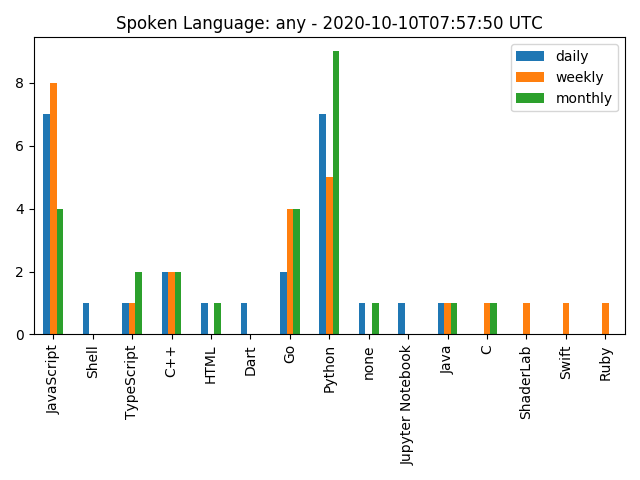 Spoken Language: any - 2020-10-10T07:57:50 UTC
daily
weekly
monthly
8
6
4
2
0
JavaScript
Shell
TypeScript
C++
HTML
Dart
Go
Python
none
Jupyter Notebook
Java
C
ShaderLab
Swift
Ruby